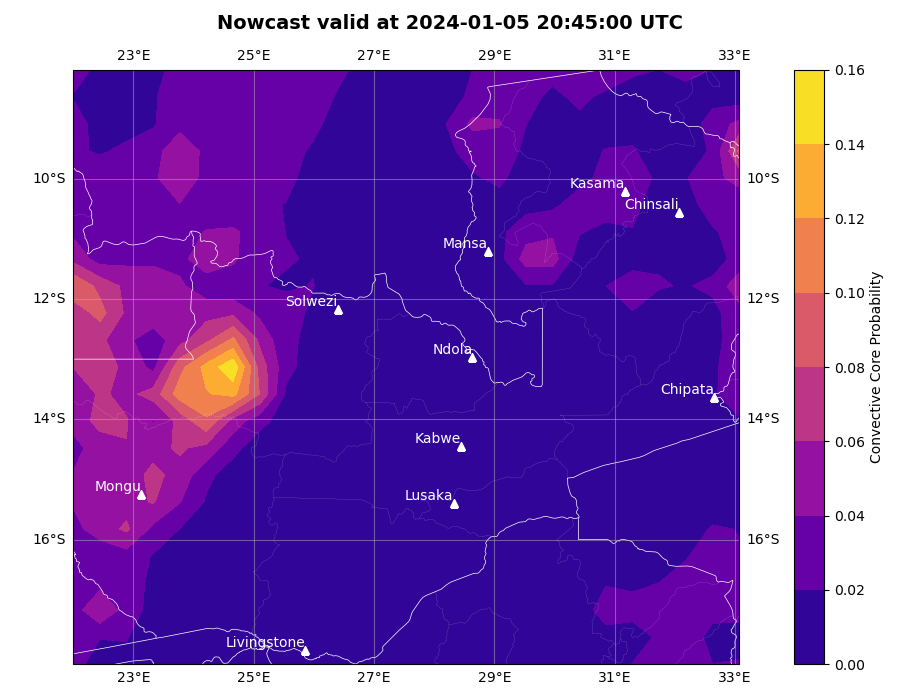 Nowcast valid at 2024-01-05 20:45:00 UTC
23°E 25°E 27°E 29°E 31°E 33°E
0.16
0.14
0.12
0.10
0.08
0.06
0.04
0.02
0.00
Convective Core Probability
10°S 10°S
12°S 12°S
14°S 14°S
16°S 16°S
Kasama
Chinsali
Mansa
Solwezi
Ndola
Chipata
Kabwe
Mongu
Lusaka
Livingstone
23°E 25°E 27°E 29°E 31°E 33°E